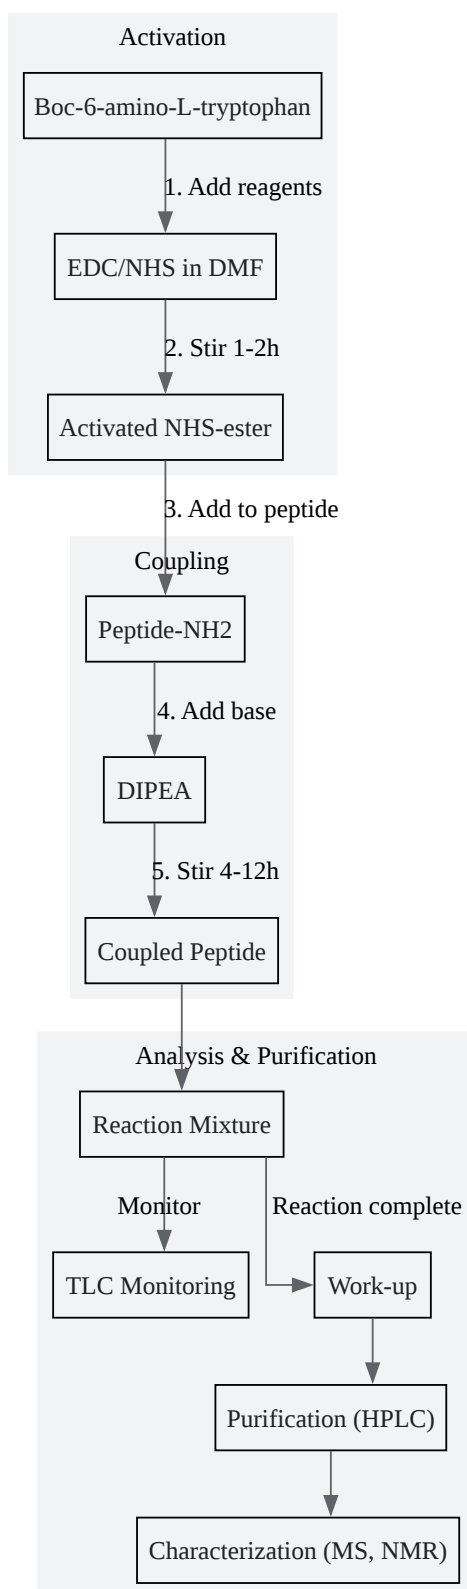 Activation
Boc-6-amino-L-tryptophan
1. Add reagents
EDC/NHS in DMF
2. Stir 1-2h
Activated NHS-ester
3. Add to peptide
Coupling
Peptide-NH2
4. Add base
DIPEA
5. Stir 4-12h
Coupled Peptide
Analysis & Purification
Reaction Mixture
Monitor
Reaction complete
TLC Monitoring
Work-up
Purification (HPLC)
Characterization (MS, NMR)